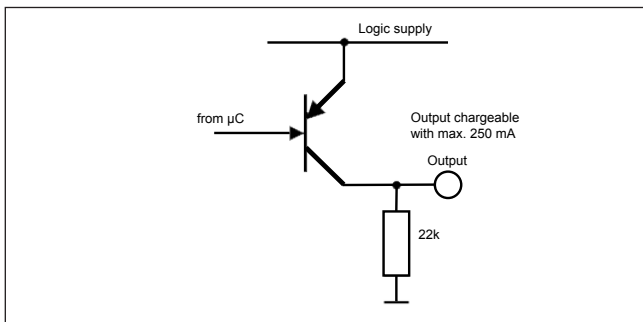 Logic supply
from µC
Output chargeable
with max. 250 mA
Output
22k